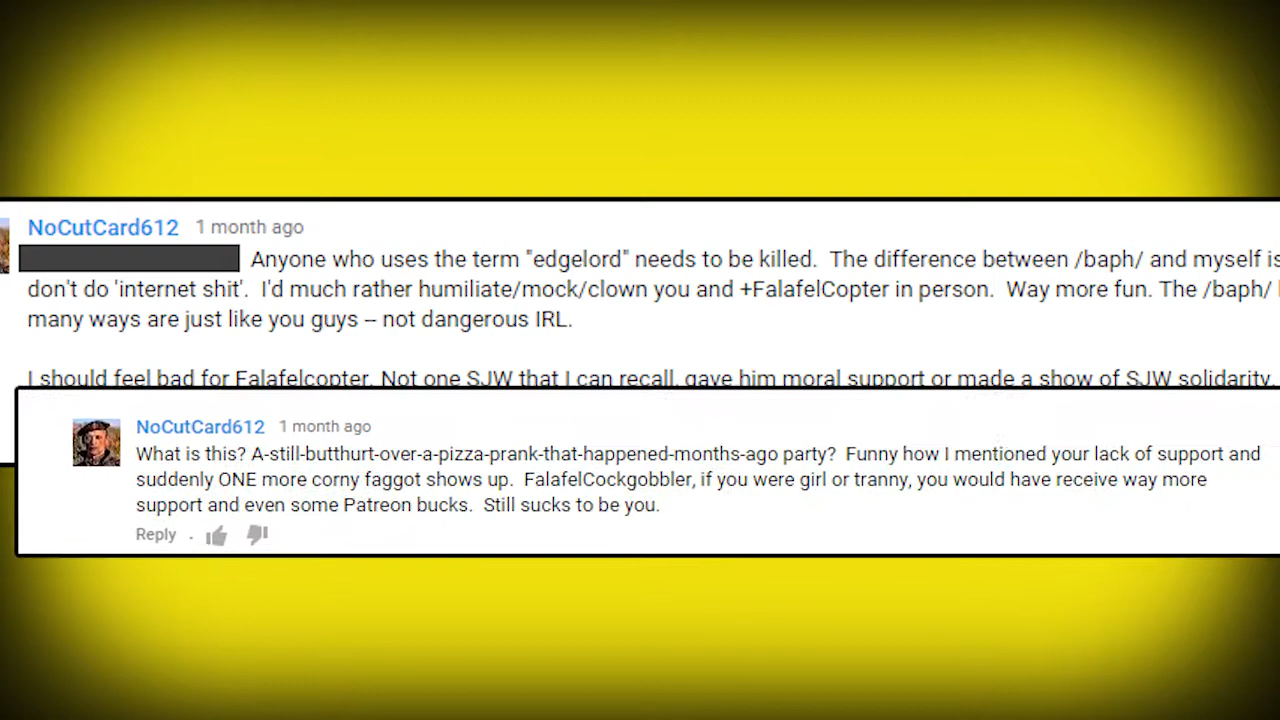 NoCutCard612 1 month ago
Anyone who uses the term "edgelord" needs to be killed. The difference between /baph/ and myself is
don't do 'internet shit'. I'd much rather humiliate/mock/clown you and +FalafelCopter in person. Way more fun. The /baph/
many ways are just like you guys -- not dangerous IRL.
I should feel bad for Falafelcopter. Not one SJW that I can recall, gave him moral support or made a show of SJW solidarity.
NoCutCard612 1 month ago
What is this? A-still-butthurt-over-a-pizza-prank-that-happened-months-ago party? Funny how I mentioned your lack of support and
suddenly ONE more corny faggot shows up. FalafelCockgobbler, if you were girl or tranny, you would have receive way more
support and even some Patreon bucks. Still sucks to be you.
Reply .